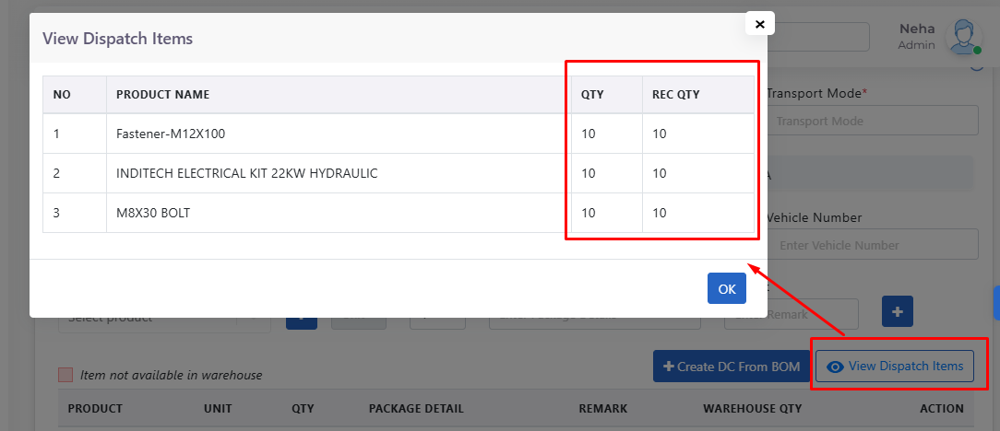 View Dispatch Items
×
Neha
Admin
NO PRODUCT NAME QTY REC QTY
1 Fastener-M12X100 10 10
2 INDITECH ELECTRICAL KIT 22KW HYDRAULIC 10 10
3 M8X30 BOLT 10 10
OK
Transport Mode*
Transport Mode
Vehicle Number
Enter Vehicle Number
Select product
Remark
+
Create DC From BOM
View Dispatch Items
Item not available in warehouse
PRODUCT UNIT QTY PACKAGE DETAIL REMARK WAREHOUSE QTY ACTION